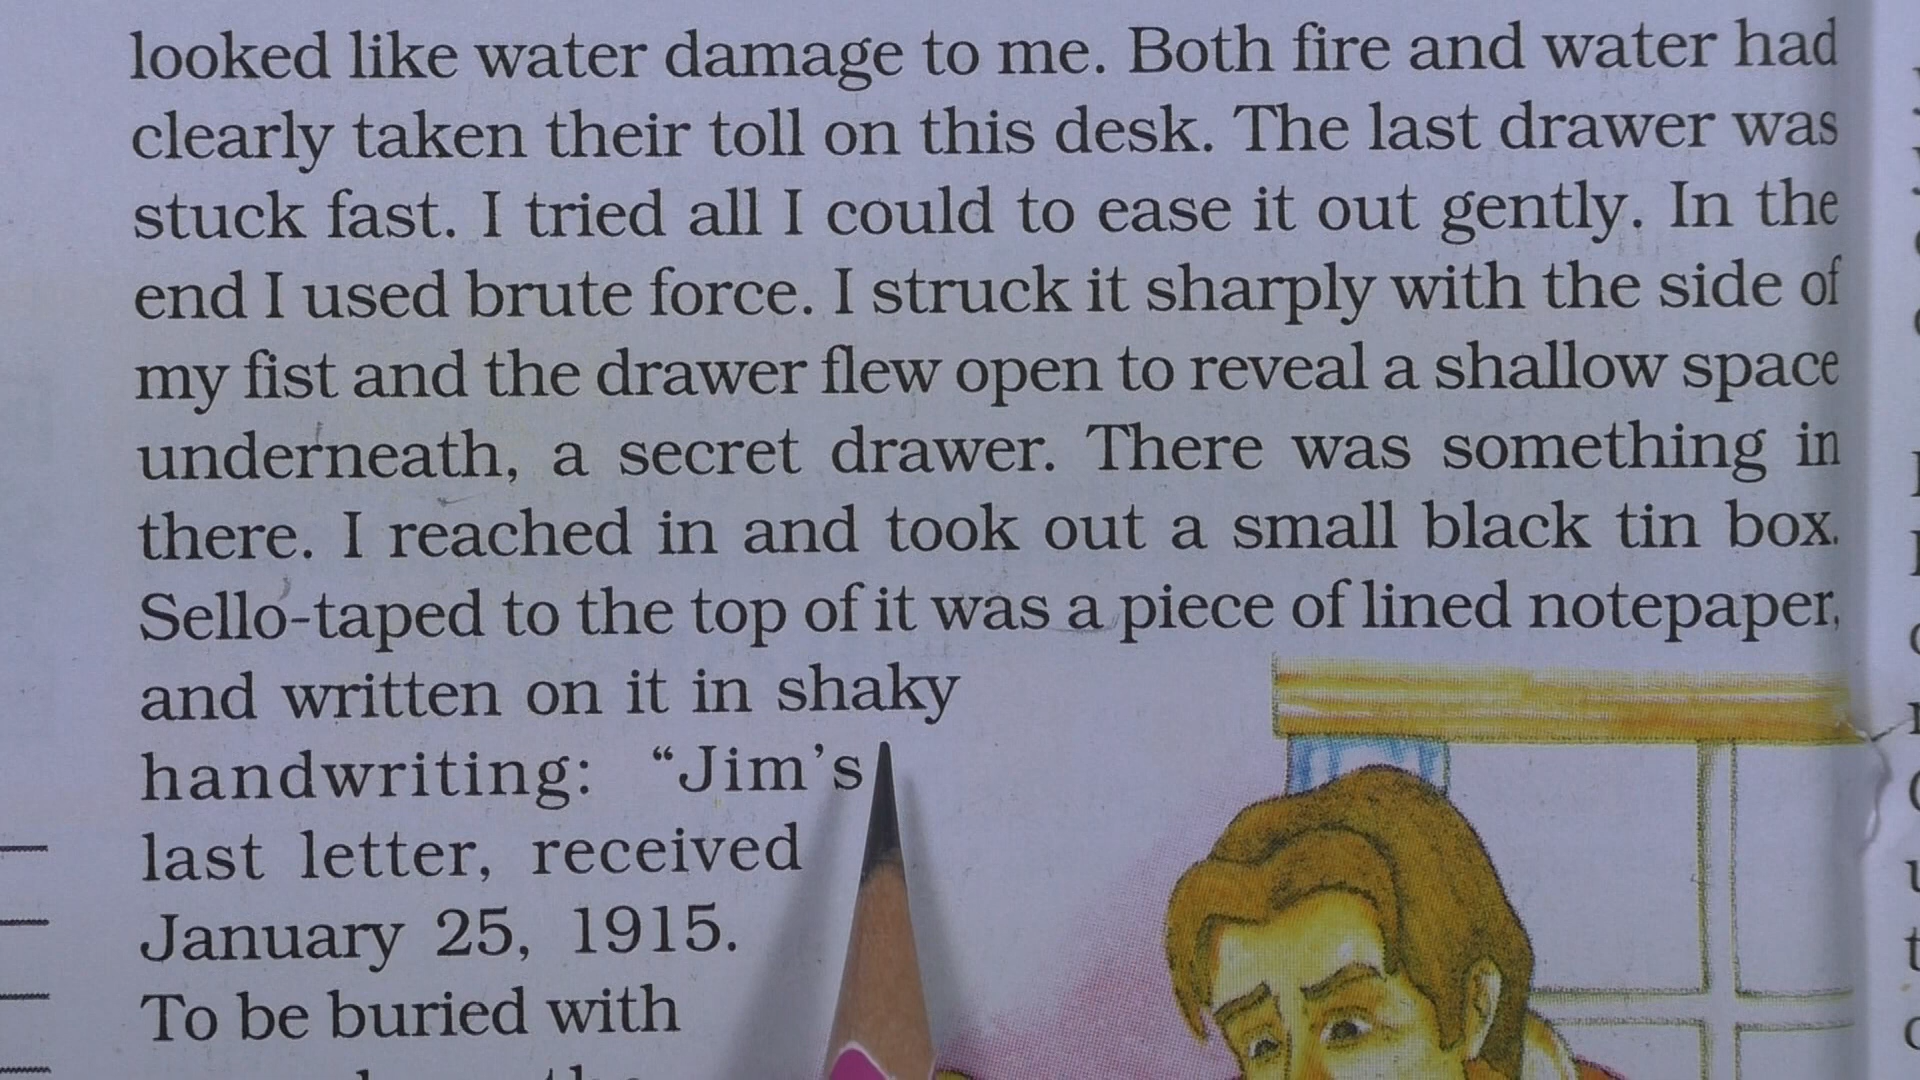 looked like water damage to me. Both fire and water had
clearly taken their toll on this desk. The last drawer was
stuck fast. I tried all I could to ease it out gently. In the
end I used brute force. I struck it sharply with the side of
my fist and the drawer flew open to reveal a shallow space
underneath, a secret drawer. There was something in
there. I reached in and took out a small black tin box.
Sello-taped to the top of it was a piece of lined notepaper,
and written on it in shaky
handwriting: “Jim’s
last letter, received
January 25, 1915.
To be buried with